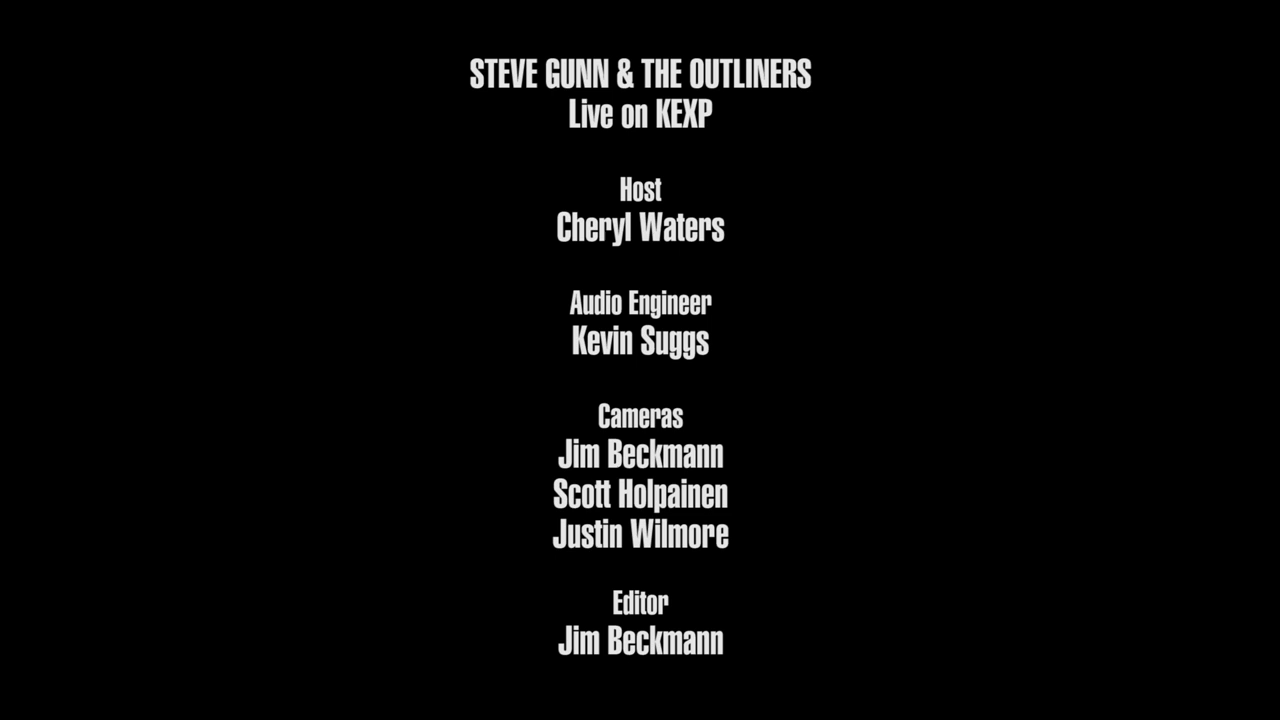 STEVE GUNN & THE OUTLINERS
Live on KEXP
Host
Cheryl Waters
Audio Engineer
Kevin Suggs
Cameras
Jim Beckmann
Scott Holpainen
Justin Wilmore
Editor
Jim Beckmann